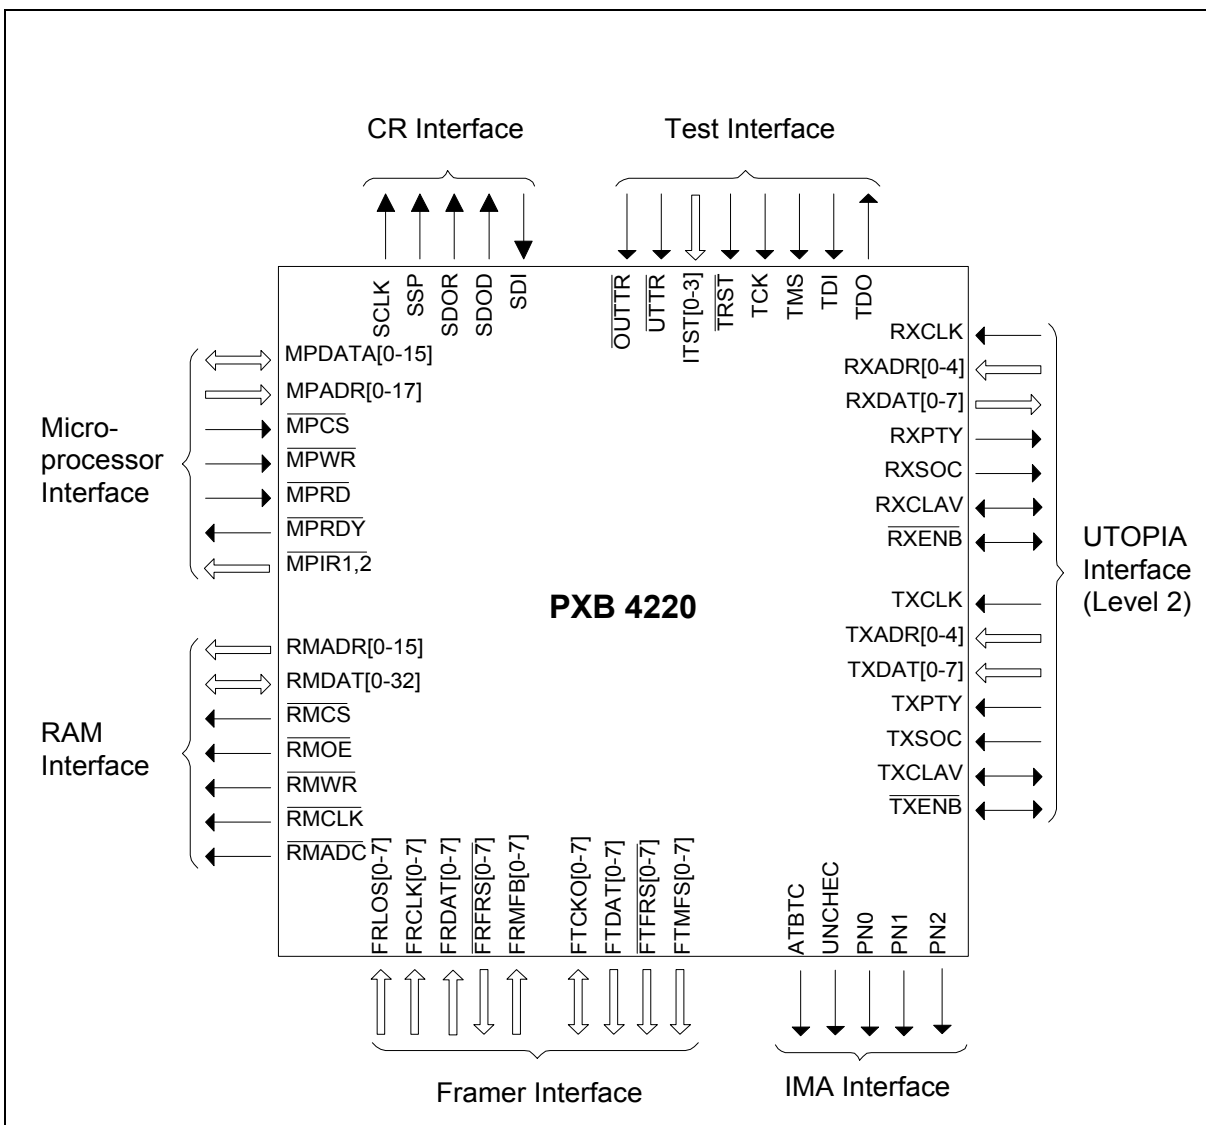 CR Interface
Test Interface
SCLK
SSP
SDOR
SDOD
SDI
OUTTR
UTTR
ITST[0-3]
TRST
TCK
TMS
TDI
TDO
Micro-
processor
Interface
MPDATA[0-15]
MPADR[0-17]
MPCS
MPWR
MPRD
MPRDY
MPIR1,2
RAM
Interface
RMADR[0-15]
RMDAT[0-32]
RMCS
RMOE
RMWR
RMCLK
RMADC
PXB 4220
RXCLK
RXADR[0-4]
RXDAT[0-7]
RXPTY
RXSOC
RXCLAV
RXENB
TXCLK
TXADR[0-4]
TXDAT[0-7]
TXPTY
TXSOC
TXCLAV
TXENB
UTOPIA
Interface
(Level 2)
FRLOS[0-7]
FRCLK[0-7]
FRDAT[0-7]
FRFRS[0-7]
FRMFB[0-7]
FTCKO[0-7]
FTDAT[0-7]
FTFRS[0-7]
FTMFS[0-7]
ATBTC
UNCHEC
PN0
PN1
PN2
Framer Interface
IMA Interface